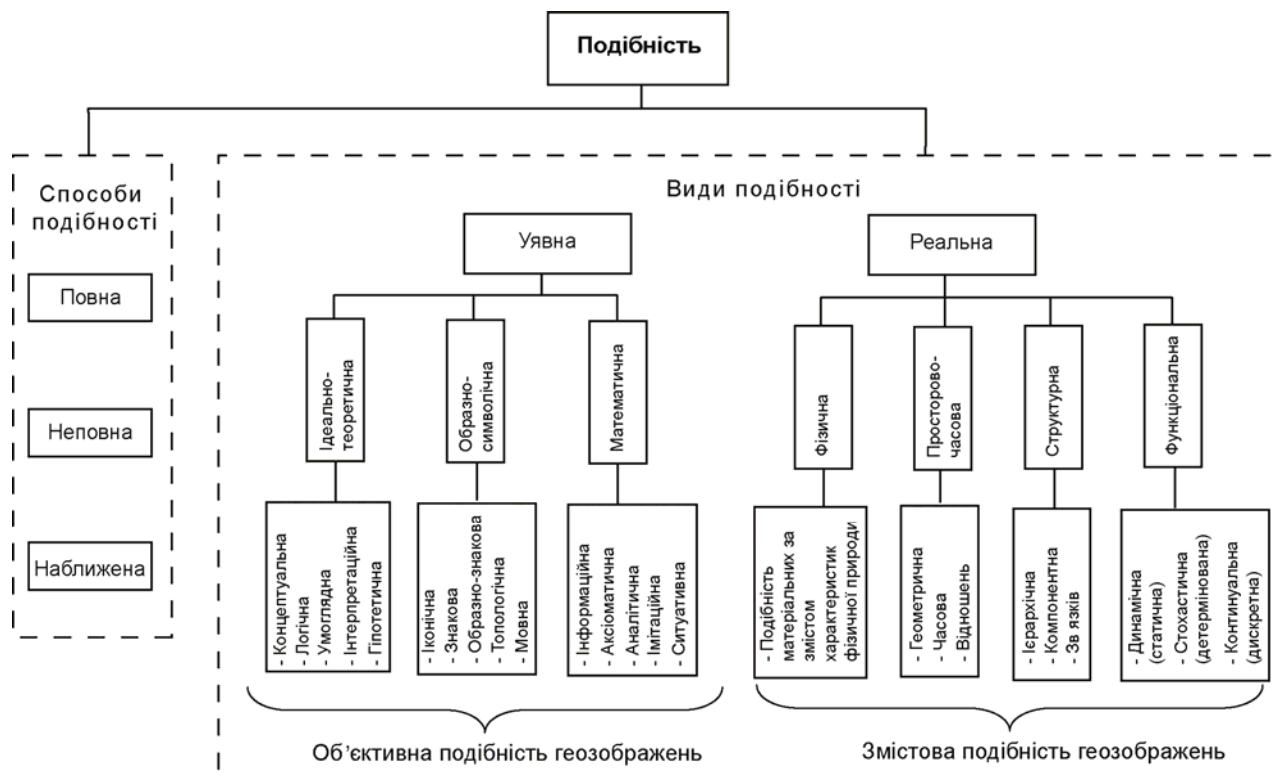 Подібність
Способи
подібності
Повна
Неповна
Наближена
Види подібності
Уявна
Реальна
Ідеально-
теоретична
Образно-
символічна
Математична
Фізична
Просторово-
часова
Структурна
Функціональна
- Концептуальна
- Логічна
- Умоглядна
- Інтерпретаційна
- Гіпотетична
- Іконічна
- Знакова
- Образно-знакова
- Топологічна
- Мовна
- Інформаційна
- Аксіоматична
- Аналітична
- Імітаційна
- Ситуативна
- Подібність
матеріальних за
змістом
характеристик
фізичної природи
- Геометрична
- Часова
- Відношень
- Ієрархічна
- Компонентна
- Зв язків
- Динамічна
(статична)
- Стохастична
(детермінована)
- Континуальна
(дискретна)
Об’єктивна подібність геозображень
Змістова подібність геозображень